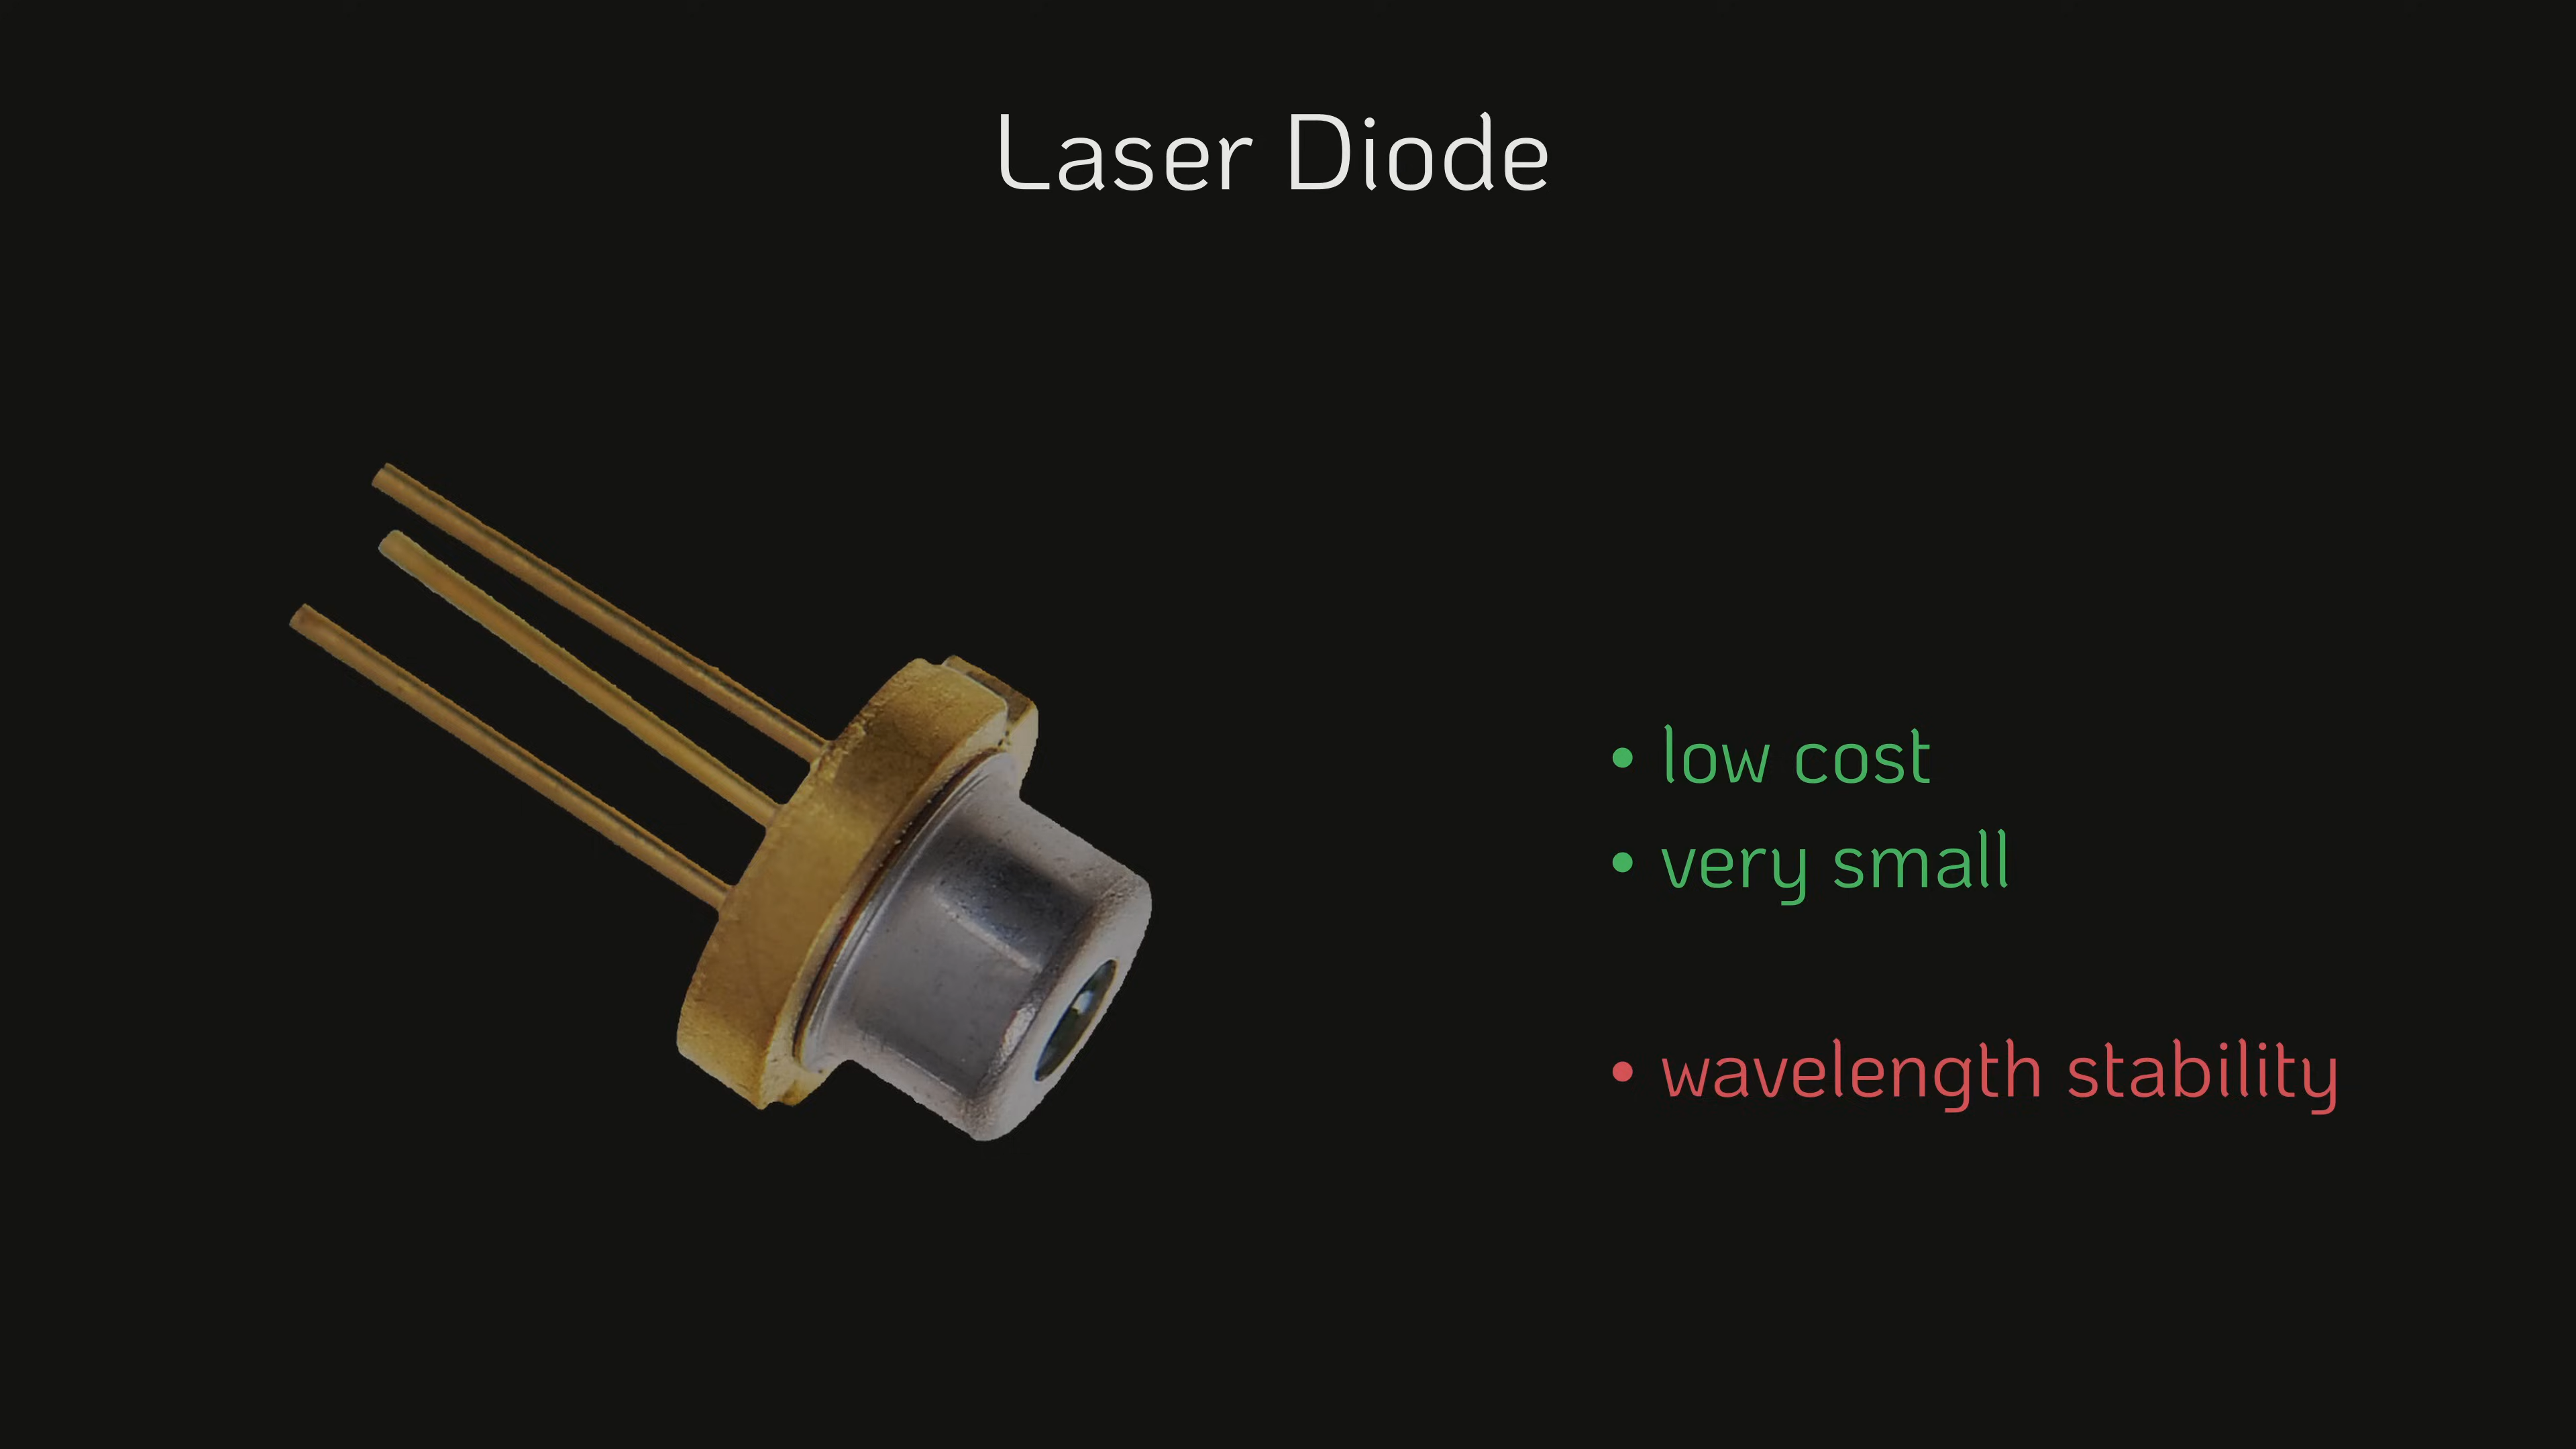 Laser Diode
• low cost
• very small
• wavelength stability